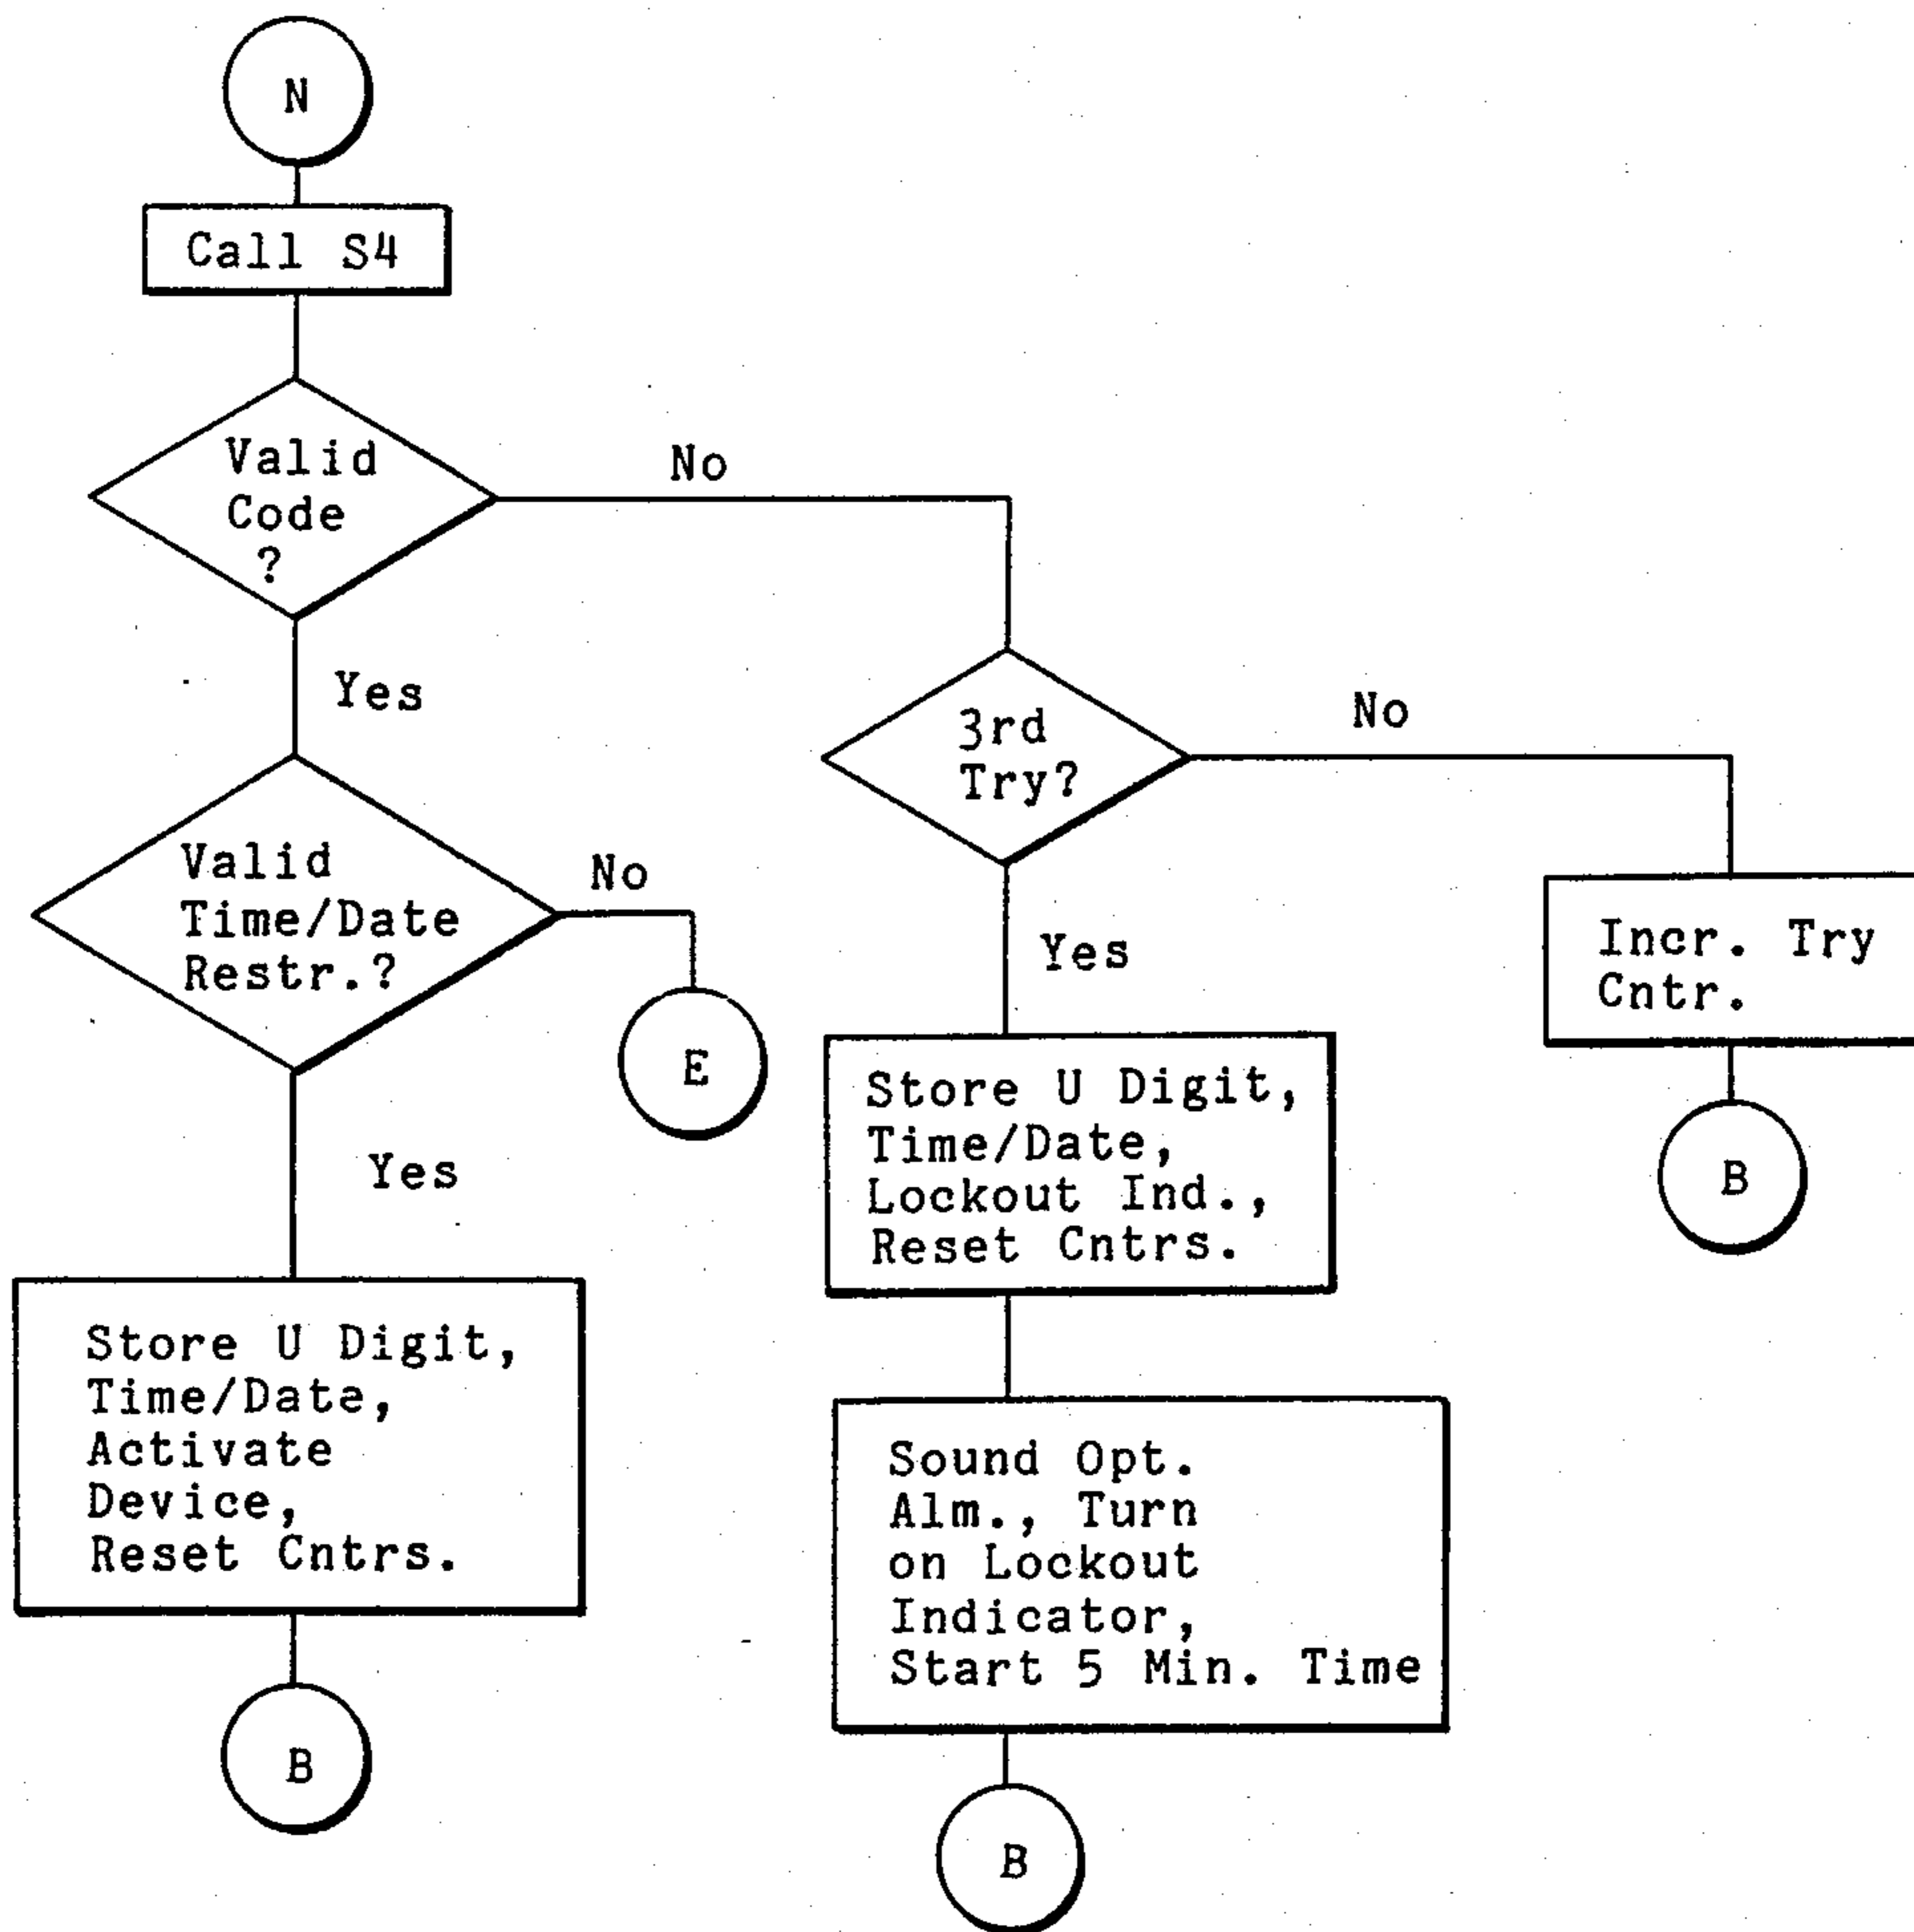 N
Call S4
Valid
Code
?
No
Yes
3rd
Try?
No
Valid
Time/Date
Restr.?
No
E
Yes
Incr. Try
Cntr.
B
Yes
Store U Digit,
Time/Date,
Lockout Ind.,
Reset Cntrs.
Store U Digit,
Time/Date,
Activate
Device,
Reset Cntrs.
B
Sound Opt.
Alm., Turn
on Lockout
Indicator,
Start 5 Min. Time
B